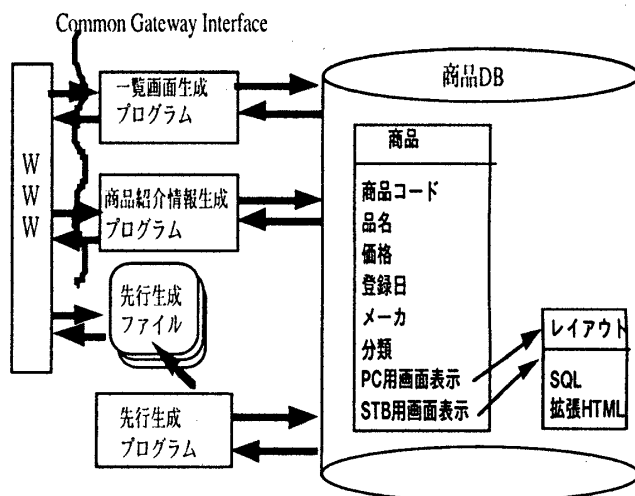 Common Gateway Interface
WWW
一覧画面生成
プログラム
商品紹介情報生成
プログラム
先行生成
ファイル
先行生成
プログラム
商品DB
商品
商品コード
品名
価格
登録日
メーカ
分類
PC用画面表示
STB用画面表示
レイアウト
SQL
拡張HTML